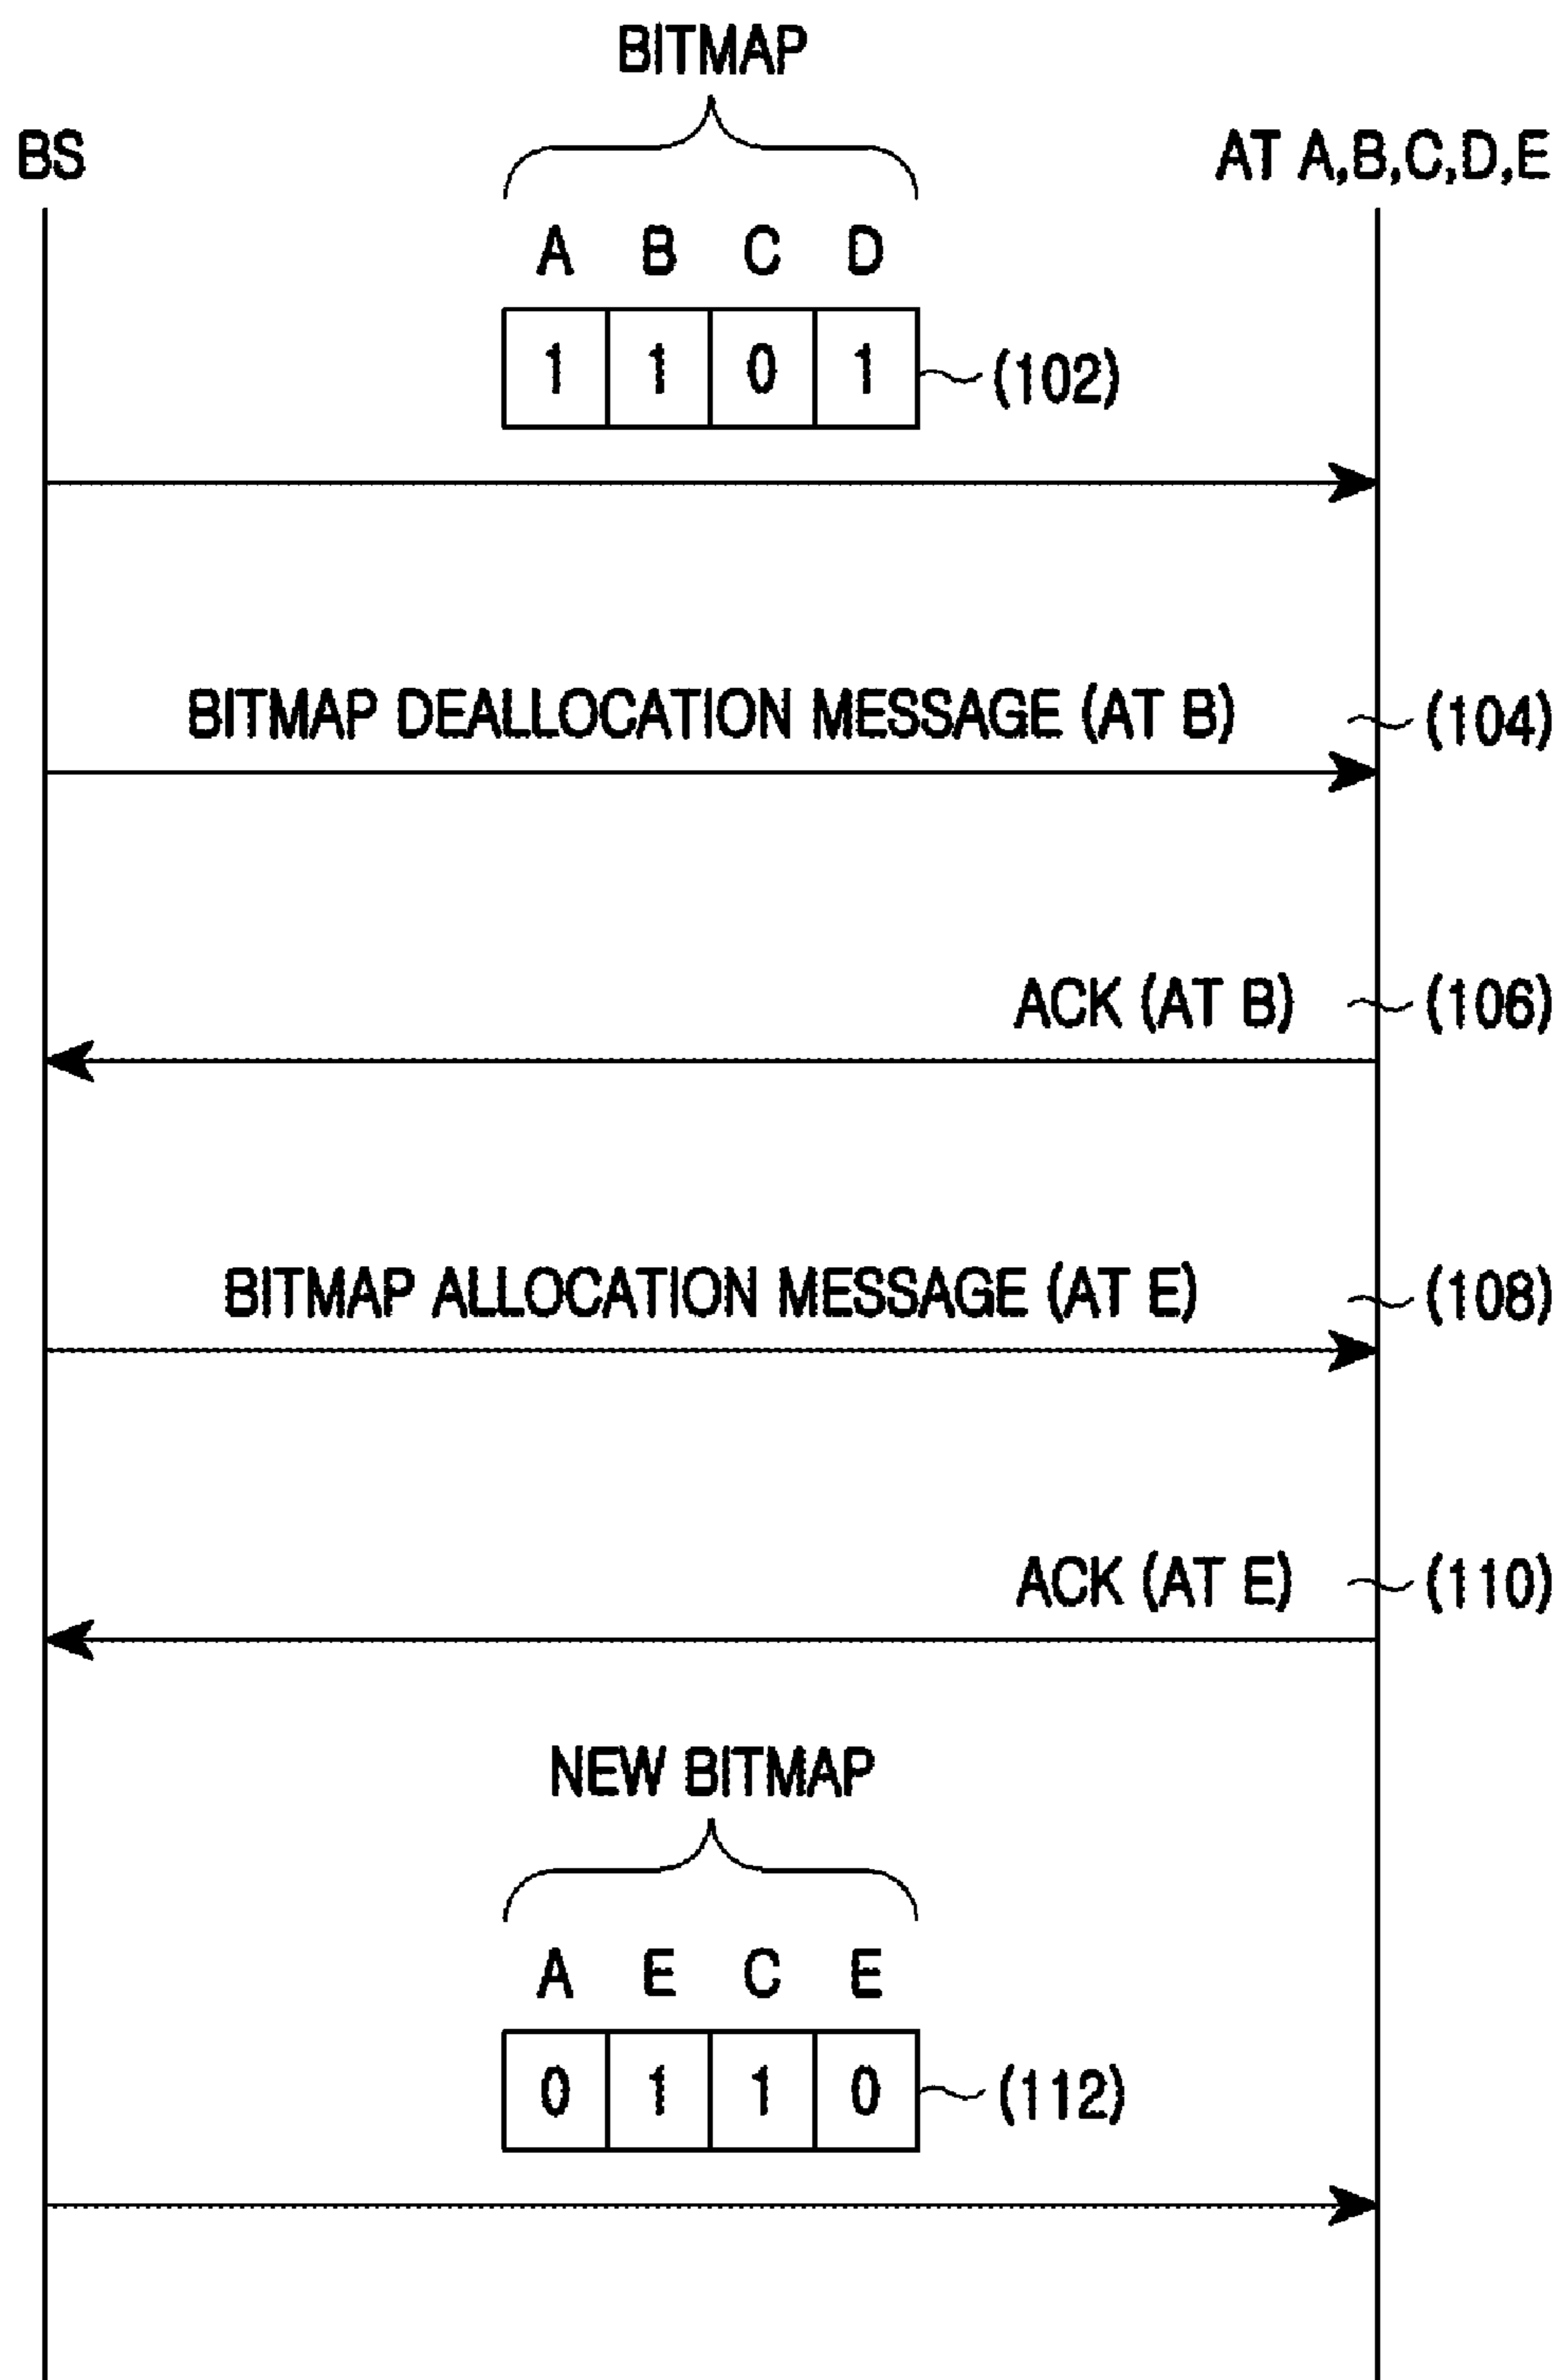 BITMAP
BS
AT A,B,C,D,E
A B C D
1 1 0 1 (102)
BITMAP DEALLOCATION MESSAGE (AT B) (104)
ACK (AT B) (106)
BITMAP ALLOCATION MESSAGE (AT E) (108)
ACK (AT E) (110)
NEW BITMAP
A E C E
0 1 1 0 (112)